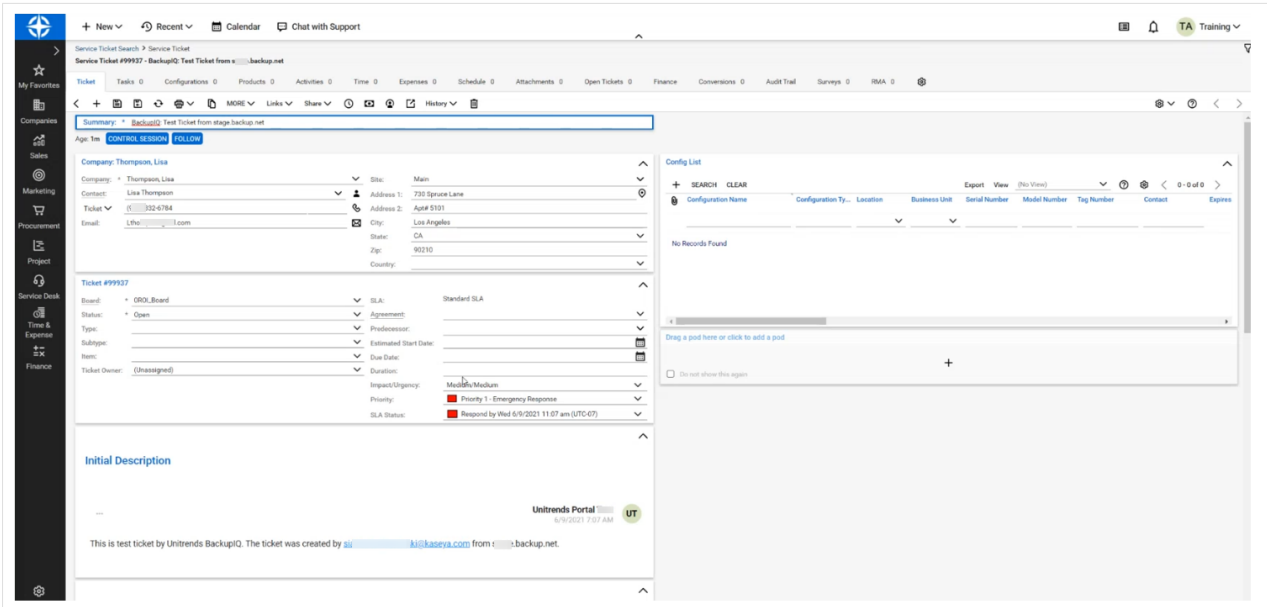 + New Recent Calendar Chat with Support
TA Training
Service Ticket Search > Service Ticket
Service Ticket #99937 - BackupIQ: Test Ticket from s .backup.net
Ticket Tasks 0 Configurations 0 Products 0 Activities 0 Time 0 Expenses 0 Schedule 0 Attachments 0 Open Tickets 0 Finance Conversions 0 Audit Trail Surveys 0 RMA 0
MORE Links Share History
Summary: * BackupIQ: Test Ticket from stage.backup.net
Age: 1m CONTROL SESSION FOLLOW
My Favorites
Companies
Sales
Marketing
Procurement
Project
Service Desk
Time &
Expense
Finance
Company: Thompson, Lisa
Company: * Thompson, Lisa
Contact: Lisa Thompson
Ticket 332-6784
Email: Ltho l.com
Site: Main
Address 1: 730 Spruce Lane
Address 2: Apt# 5101
City: Los Angeles
State: CA
Zip: 90210
Country:
Ticket #99937
Board: * OROI_Board
Status: * Open
Type:
Subtype:
Item:
Ticket Owner: (Unassigned)
SLA: Standard SLA
Agreement:
Predecessor:
Estimated Start Date:
Due Date:
Duration:
Impact/Urgency: Medium/Medium
Priority: Priority 1 - Emergency Response
SLA Status: Respond by Wed 6/9/2021 11:07 am (UTC-07)
Initial Description
...
Unitrends Portal
6/9/2021 7:07 AM
UT
This is test ticket by Unitrends BackupIQ. The ticket was created by ki@kaseya.com from .backup.net.
Config List
+ SEARCH CLEAR Export View (No View) 0 - 0 of 0
Configuration Name Configuration Ty... Location Business Unit Serial Number Model Number Tag Number Contact Expires
No Records Found
Drag a pod here or click to add a pod
+
Do not show this again